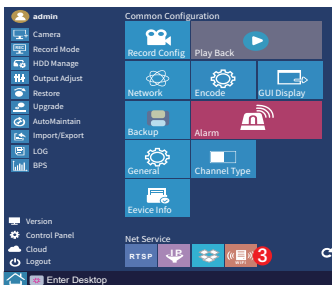 admin
Camera
Record Mode
HDD Manage
Output Adjust
Restore
Upgrade
AutoMaintain
Import/Export
LOG
BPS
Version
Control Panel
Cloud
Logout
Common Configuration
Record Config
Play Back
Network
Encode
GUI Display
Backup
Alarm
General
Channel Type
Eevice Info
Net Service
RTSP
IP
WIFI
3
Enter Desktop